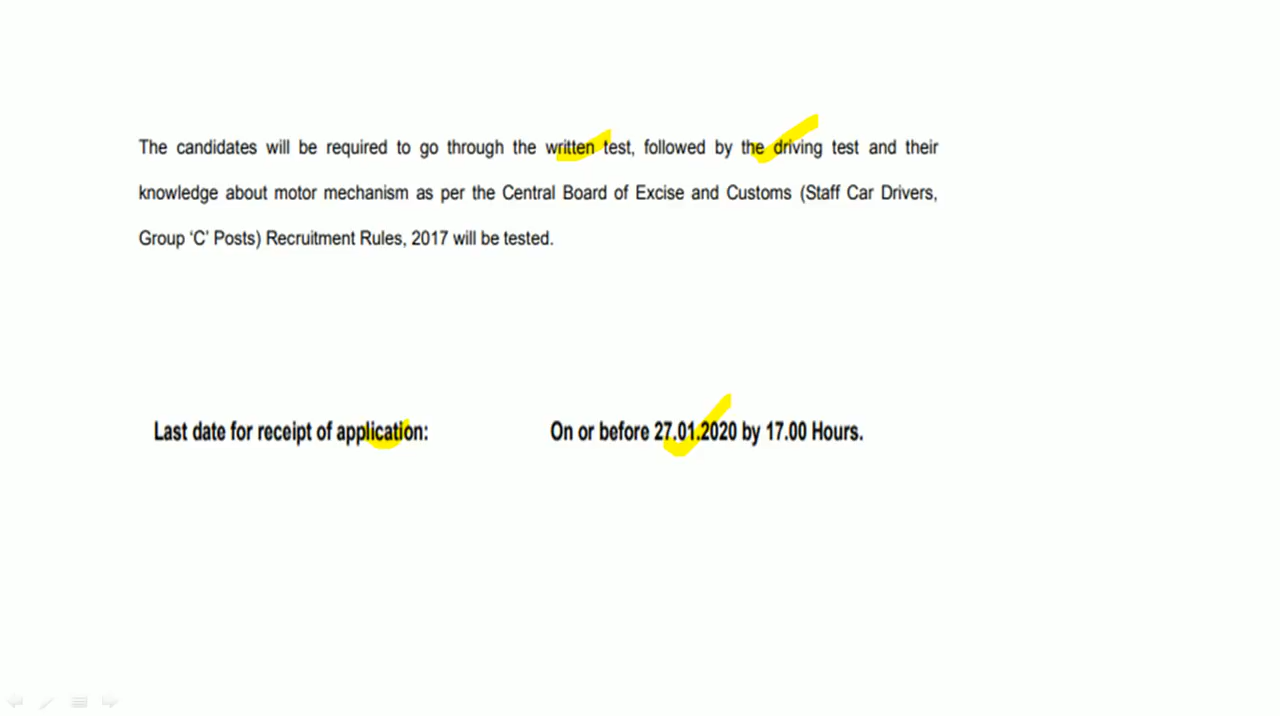 The candidates will be required to go through the written test, followed by the driving test and their
knowledge about motor mechanism as per the Central Board of Excise and Customs (Staff Car Drivers,
Group ‘C’ Posts) Recruitment Rules, 2017 will be tested.
Last date for receipt of application: On or before 27.01.2020 by 17.00 Hours.